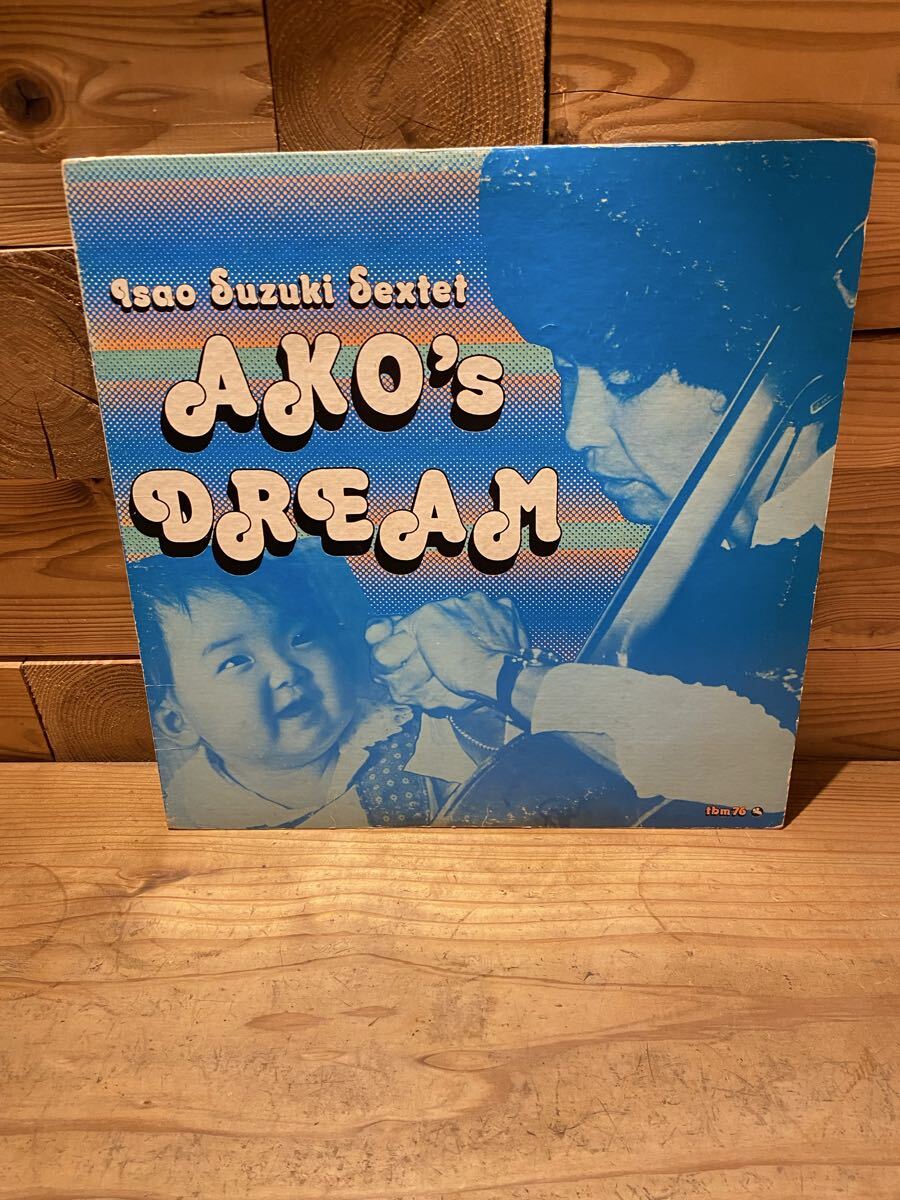 Isao Suzuki Sextet
AKO's
DREAM
tbm 76